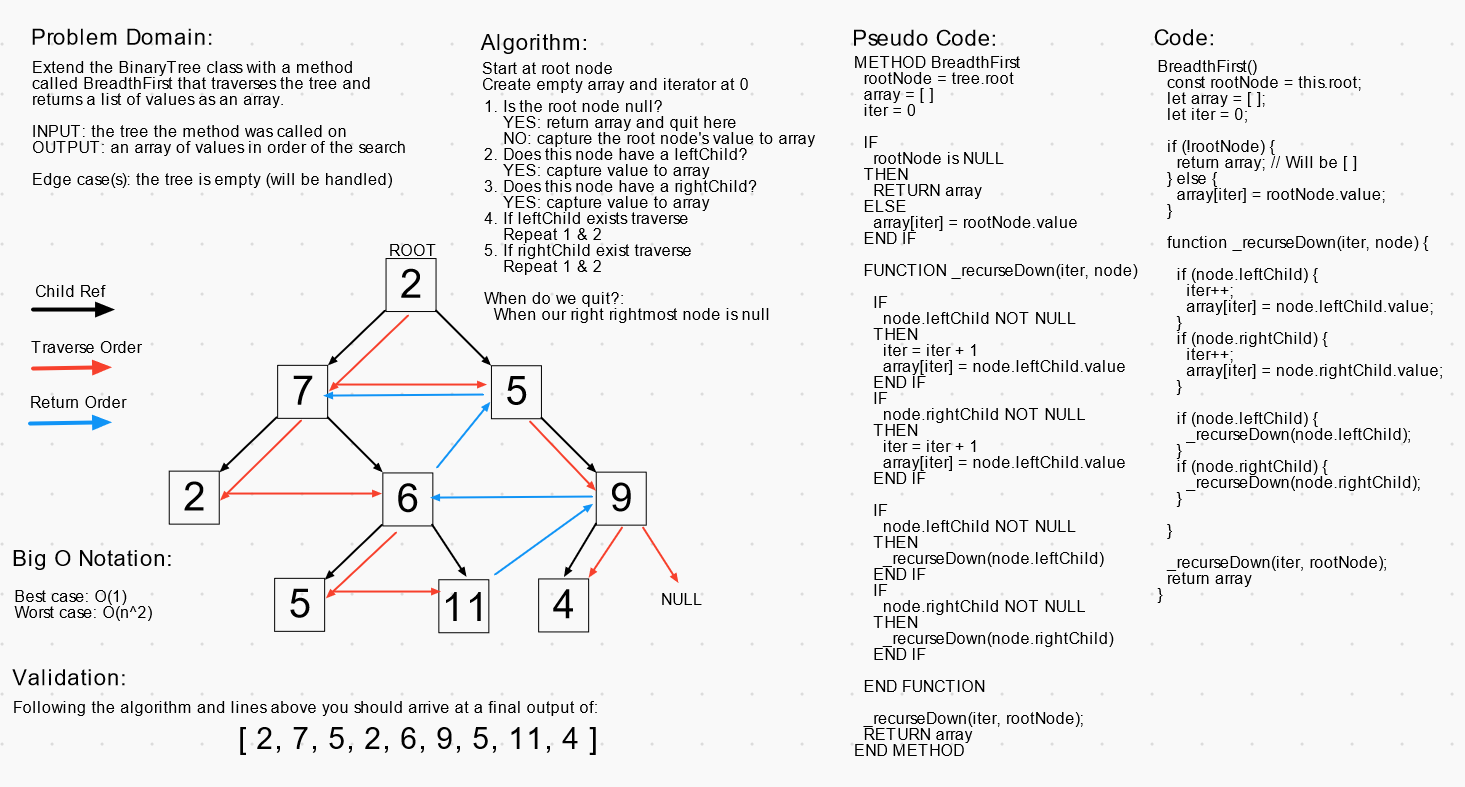 Problem Domain:
Extend the BinaryTree class with a method
called BreadthFirst that traverses the tree and
returns a list of values as an array.
INPUT: the tree the method was called on
OUTPUT: an array of values in order of the search
Edge case(s): the tree is empty (will be handled)
Algorithm:
Start at root node
Create empty array and iterator at 0
1. Is the root node null?
YES: return array and quit here
NO: capture the root node's value to array
2. Does this node have a leftChild?
YES: capture value to array
3. Does this node have a rightChild?
YES: capture value to array
4. If leftChild exists traverse
Repeat 1 & 2
5. If rightChild exist traverse
Repeat 1 & 2
When do we quit?:
When our right rightmost node is null
Child Ref
Traverse Order
Return Order
ROOT
2
7
5
2
6
9
5
11
4
NULL
Big O Notation:
Best case: O(1)
Worst case: O(n^2)
Validation:
Following the algorithm and lines above you should arrive at a final output of:
[ 2, 7, 5, 2, 6, 9, 5, 11, 4 ]
Pseudo Code:
METHOD BreadthFirst
rootNode = tree.root
array = [ ]
iter = 0
IF
rootNode is NULL
THEN
RETURN array
ELSE
array[iter] = rootNode.value
END IF
FUNCTION _recurseDown(iter, node)
IF
node.leftChild NOT NULL
THEN
iter = iter + 1
array[iter] = node.leftChild.value
END IF
IF
node.rightChild NOT NULL
THEN
iter = iter + 1
array[iter] = node.leftChild.value
END IF
IF
node.leftChild NOT NULL
THEN
_recurseDown(node.leftChild)
END IF
IF
node.rightChild NOT NULL
THEN
_recurseDown(node.rightChild)
END IF
END FUNCTION
_recurseDown(iter, rootNode);
RETURN array
END METHOD
Code:
BreadthFirst()
const rootNode = this.root;
let array = [ ];
let iter = 0;
if (!rootNode) {
return array; // Will be [ ]
} else {
array[iter] = rootNode.value;
}
function _recurseDown(iter, node) {
if (node.leftChild) {
iter++;
array[iter] = node.leftChild.value;
}
if (node.rightChild) {
iter++;
array[iter] = node.rightChild.value;
}
if (node.leftChild) {
_recurseDown(node.leftChild);
}
if (node.rightChild) {
_recurseDown(node.rightChild);
}
}
_recurseDown(iter, rootNode);
return array
}